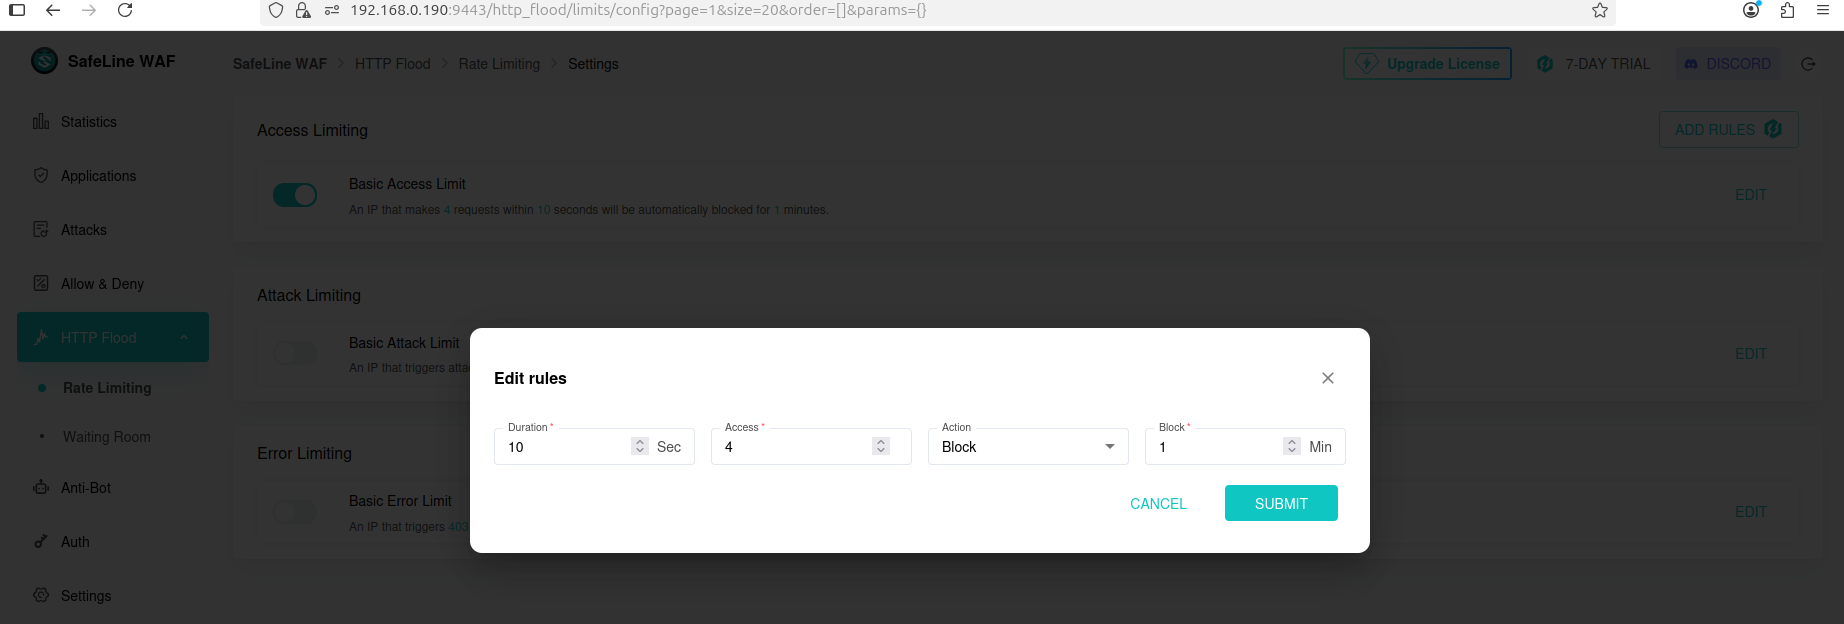 192.168.0.190:9443/http_flood/limits/config?page=1&size=20&order=[]&params={}
SafeLine WAF
SafeLine WAF > HTTP Flood > Rate Limiting > Settings
Upgrade License
7-DAY TRIAL
DISCORD
Statistics
Applications
Attacks
Allow & Deny
HTTP Flood
Rate Limiting
Waiting Room
Anti-Bot
Auth
Settings
Access Limiting
ADD RULES
Basic Access Limit
EDIT
An IP that makes 4 requests within 10 seconds will be automatically blocked for 1 minutes.
Attack Limiting
Basic Attack Limit
EDIT
An IP that triggers atta
Error Limiting
Basic Error Limit
EDIT
An IP that triggers 403
Edit rules
Duration *
10 Sec
Access *
4
Action
Block
Block *
1 Min
CANCEL
SUBMIT